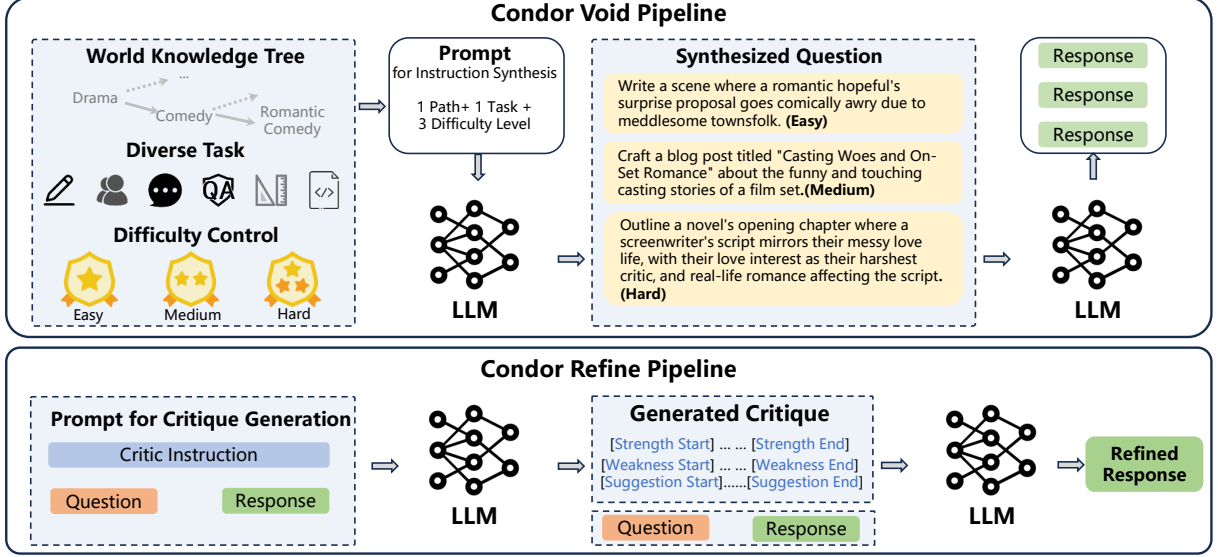 Condor Void Pipeline
World Knowledge Tree
...
Drama
Comedy
Romantic
Comedy
Diverse Task
QA
</>
Difficulty Control
Easy
Medium
Hard
Prompt
for Instruction Synthesis
1 Path+ 1 Task +
3 Difficulty Level
LLM
Synthesized Question
Write a scene where a romantic hopeful's
surprise proposal goes comically awry due to
meddlesome townsfolk. (Easy)
Craft a blog post titled "Casting Woes and On-
Set Romance" about the funny and touching
casting stories of a film set.(Medium)
Outline a novel's opening chapter where a
screenwriter's script mirrors their messy love
life, with their love interest as their harshest
critic, and real-life romance affecting the script.
(Hard)
Response
Response
Response
LLM
Condor Refine Pipeline
Prompt for Critique Generation
Critic Instruction
Question
Response
LLM
Generated Critique
[Strength Start] ... ... [Strength End]
[Weakness Start] ... ... [Weakness End]
[Suggestion Start]......[Suggestion End]
Question
Response
LLM
Refined
Response